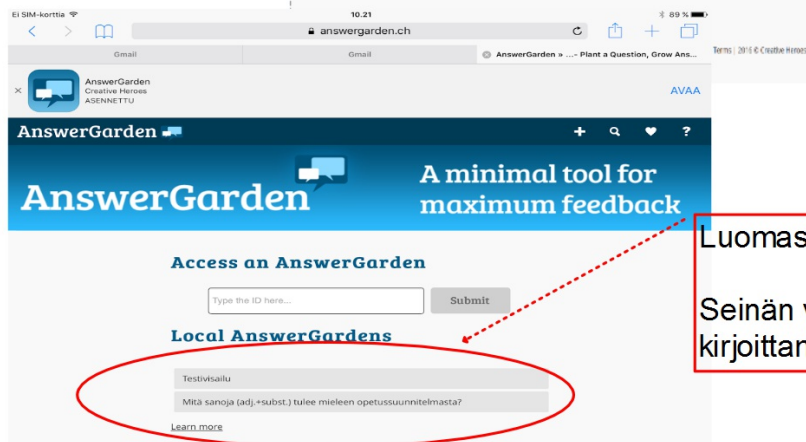 Ei SIM-korttia
10.21
89 %
answergarden.ch
Gmail
Gmail
AnswerGarden » ...- Plant a Question, Grow Ans...
Terms | 2016 © Creative Heroes
AnswerGarden
Creative Heroes
ASENNETTU
AVAA
AnswerGarden
AnswerGarden
A minimal tool for
maximum feedback
Access an AnswerGarden
Type the ID here...
Submit
Local AnswerGardens
Testivisailu
Mitä sanoja (adj.+subst.) tulee mieleen opetussuunnitelmasta?
Learn more
Luomas
Seinän v
kirjoittan